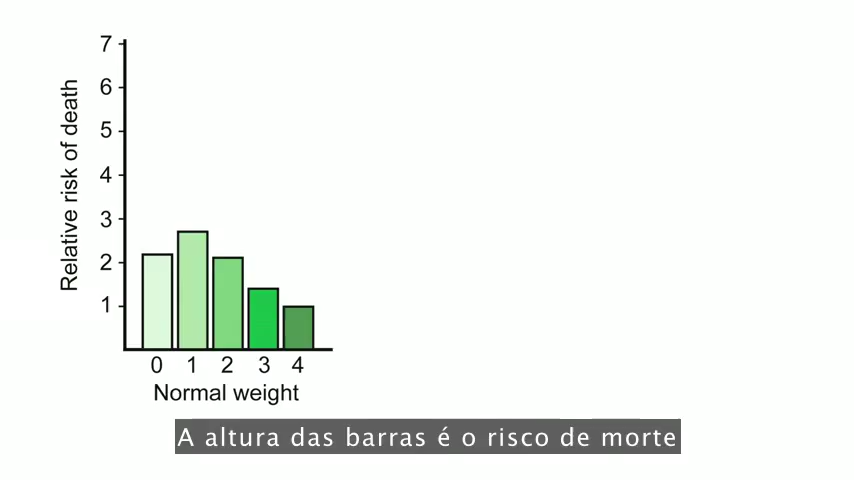 7
6
5
4
3
2
1
Relative risk of death
0 1 2 3 4
Normal weight
A altura das barras é o risco de morte